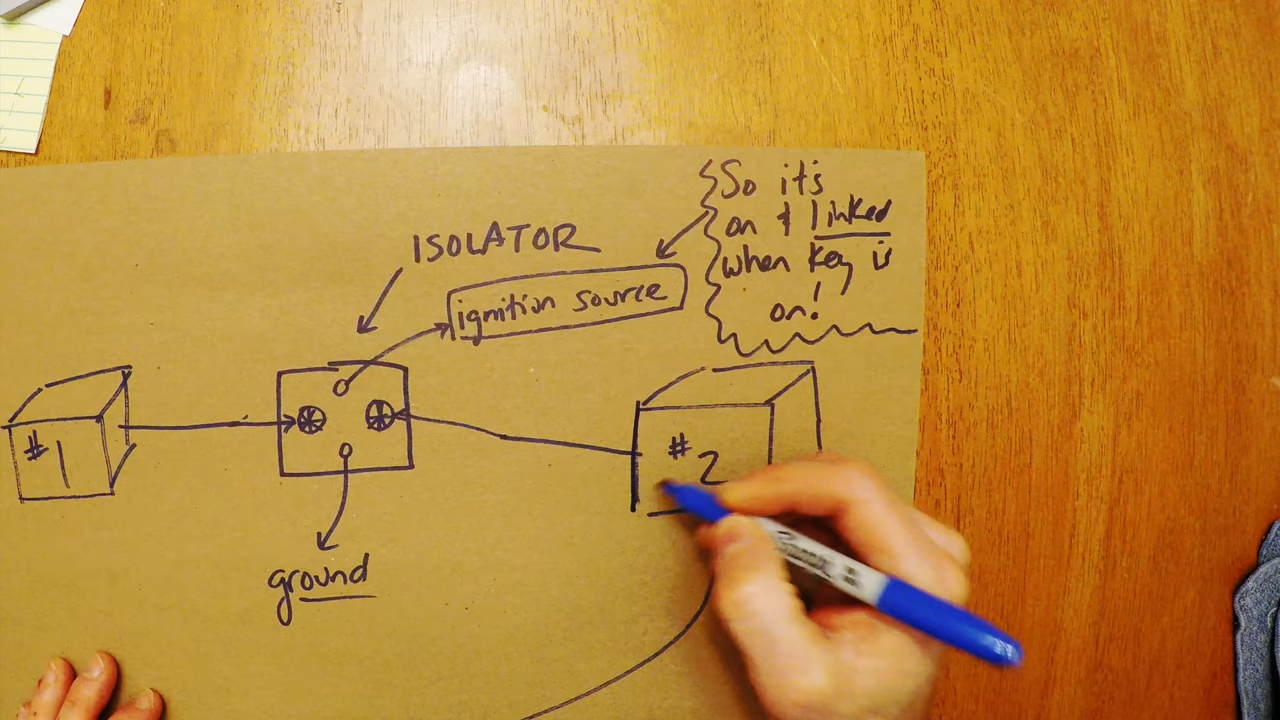 So it's
on & linked
when key is
on!
ISOLATOR
ignition source
#1
#2
ground